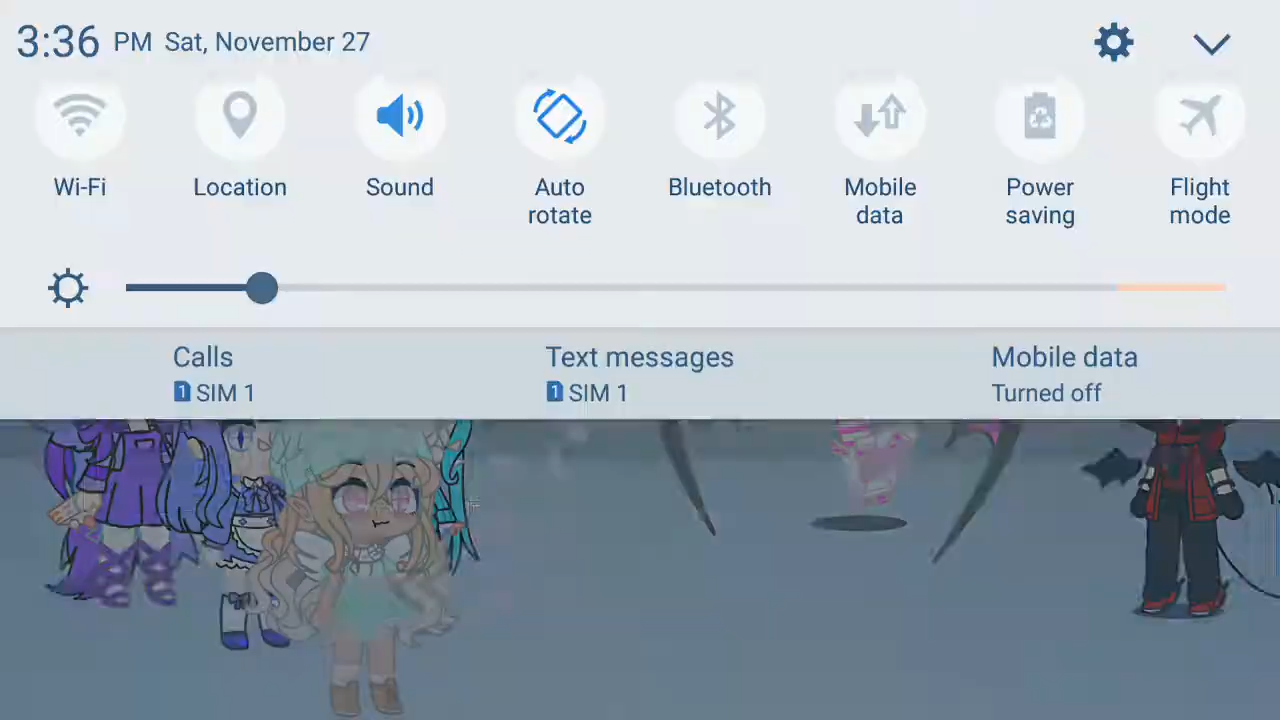 3:36 PM Sat, November 27
Wi-Fi
Location
Sound
Auto
rotate
Bluetooth
Mobile
data
Power
saving
Flight
mode
Calls
1 SIM 1
Text messages
1 SIM 1
Mobile data
Turned off